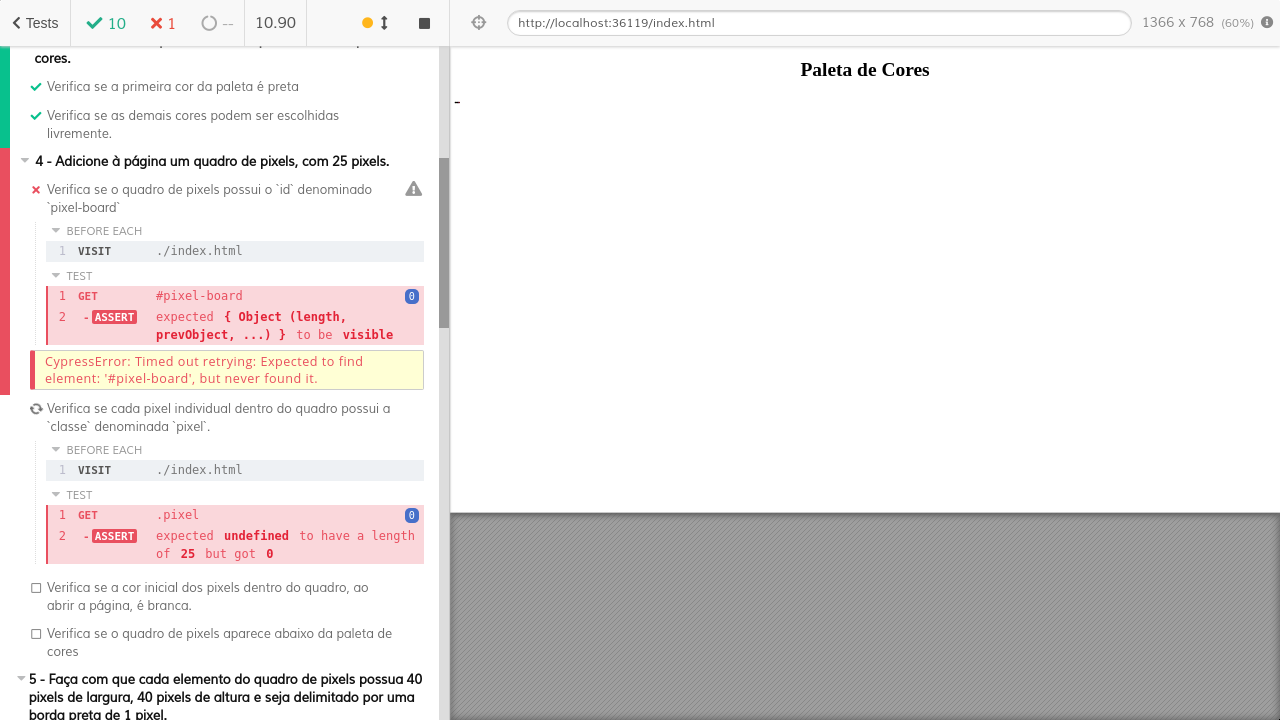 Tests
10
1
--
10.90
http://localhost:36119/index.html
1366 x 768 (60%)
cores.
Verifica se a primeira cor da paleta é preta
Verifica se as demais cores podem ser escolhidas
livremente.
4 - Adicione à página um quadro de pixels, com 25 pixels.
Verifica se o quadro de pixels possui o `id` denominado
`pixel-board`
BEFORE EACH
1 VISIT ./index.html
TEST
1 GET #pixel-board 0
2 - ASSERT expected { Object (length,
prevObject, ...) } to be visible
CypressError: Timed out retrying: Expected to find
element: '#pixel-board', but never found it.
Verifica se cada pixel individual dentro do quadro possui a
`classe` denominada `pixel`.
BEFORE EACH
1 VISIT ./index.html
TEST
1 GET .pixel 0
2 - ASSERT expected undefined to have a length
of 25 but got 0
Verifica se a cor inicial dos pixels dentro do quadro, ao
abrir a página, é branca.
Verifica se o quadro de pixels aparece abaixo da paleta de
cores
5 - Faça com que cada elemento do quadro de pixels possua 40
pixels de largura, 40 pixels de altura e seja delimitado por uma
borda preta de 1 pixel.
Paleta de Cores
-